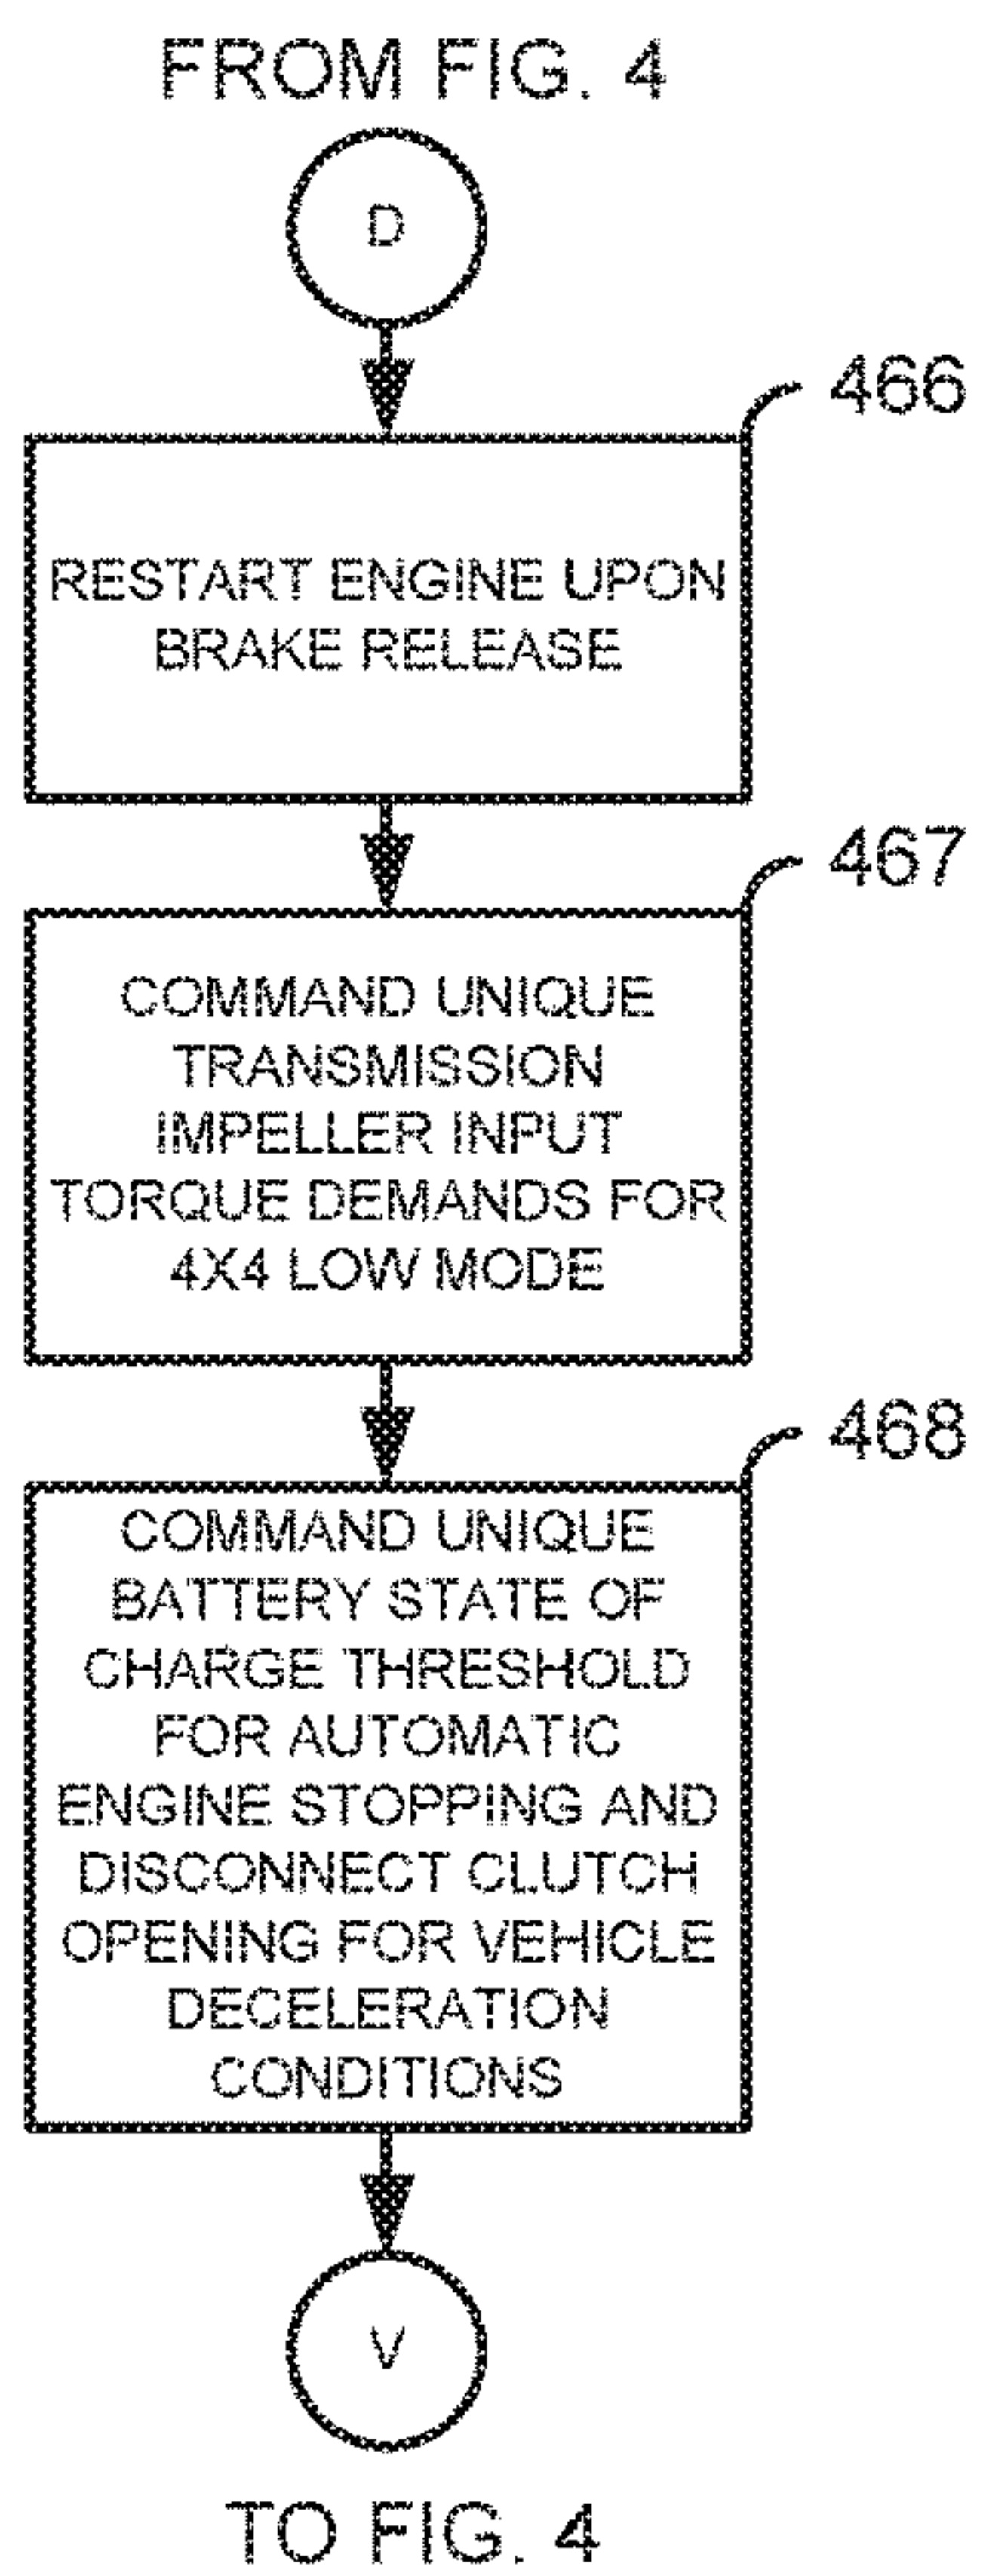 FROM FIG. 4
D
466
RESTART ENGINE UPON
BRAKE RELEASE
467
COMMAND UNIQUE
TRANSMISSION
IMPELLER INPUT
TORQUE DEMANDS FOR
4X4 LOW MODE
468
COMMAND UNIQUE
BATTERY STATE OF
CHARGE THRESHOLD
FOR AUTOMATIC
ENGINE STOPPING AND
DISCONNECT CLUTCH
OPENING FOR VEHICLE
DECELERATION
CONDITIONS
V
TO FIG. 4